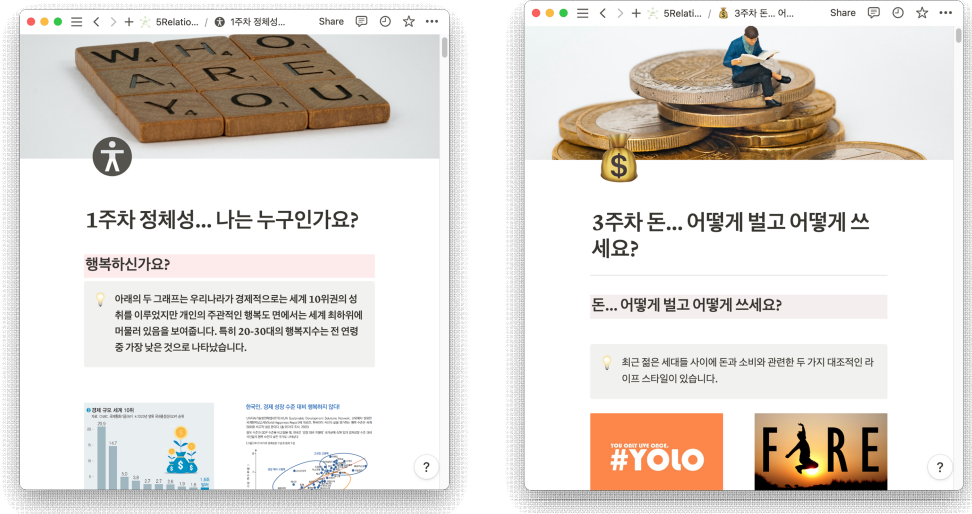 5Relatio... / 1주차 정체성...
Share
WHO
ARE
YOU
1주차 정체성... 나는 누구인가요?
행복하신가요?
아래의 두 그래프는 우리나라가 경제적으로는 세계 10위권의 성
취를 이루었지만 개인의 주관적인 행복도 면에서는 세계 최하위에
머물러 있음을 보여줍니다. 특히 20-30대의 행복지수는 전 연령
중 가장 낮은 것으로 나타났습니다.
경제 규모 세계 10위
한국인, 경제 성장 수준 대비 행복하지 않다!
20.9
14.7
?
5Relati... / 3주차 돈... 어...
Share
3주차 돈... 어떻게 벌고 어떻게 쓰
세요?
돈... 어떻게 벌고 어떻게 쓰세요?
최근 젊은 세대들 사이에 돈과 소비와 관련한 두 가지 대조적인 라
이프 스타일이 있습니다.
YOU ONLY LIVE ONCE.
#YOLO
FIRE
?